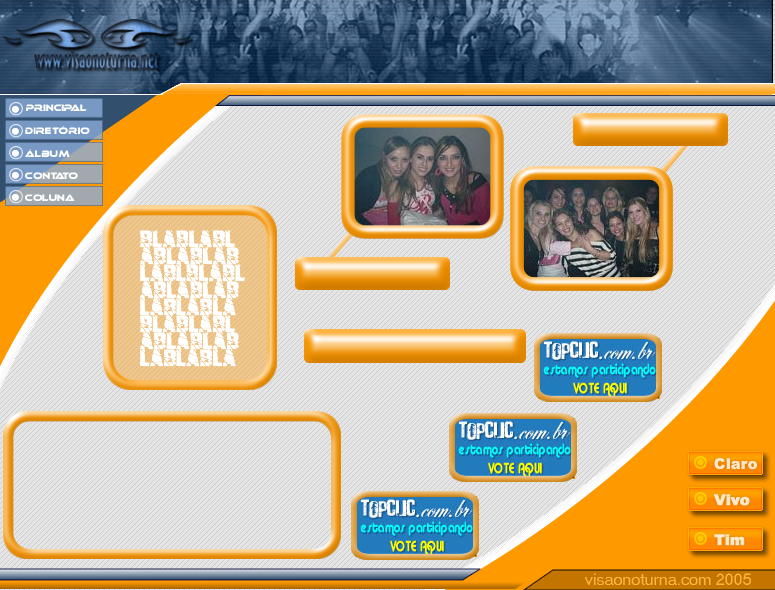 www.visaonoturna.net
PRINCIPAL
DIRETÓRIO
ÁLBUM
CONTATO
COLUNA
BLABLABL
ABLABLAB
LABLBLABL
ABLABLAB
LABLABLA
BLABLABL
ABLABLAB
LABLABLA
TOPCLIC.com.br
estamos participando
VOTE AQUI
TOPCLIC.com.br
estamos participando
VOTE AQUI
TOPCLIC.com.br
estamos participando
VOTE AQUI
Claro
Vivo
Tim
visaonoturna.com 2005